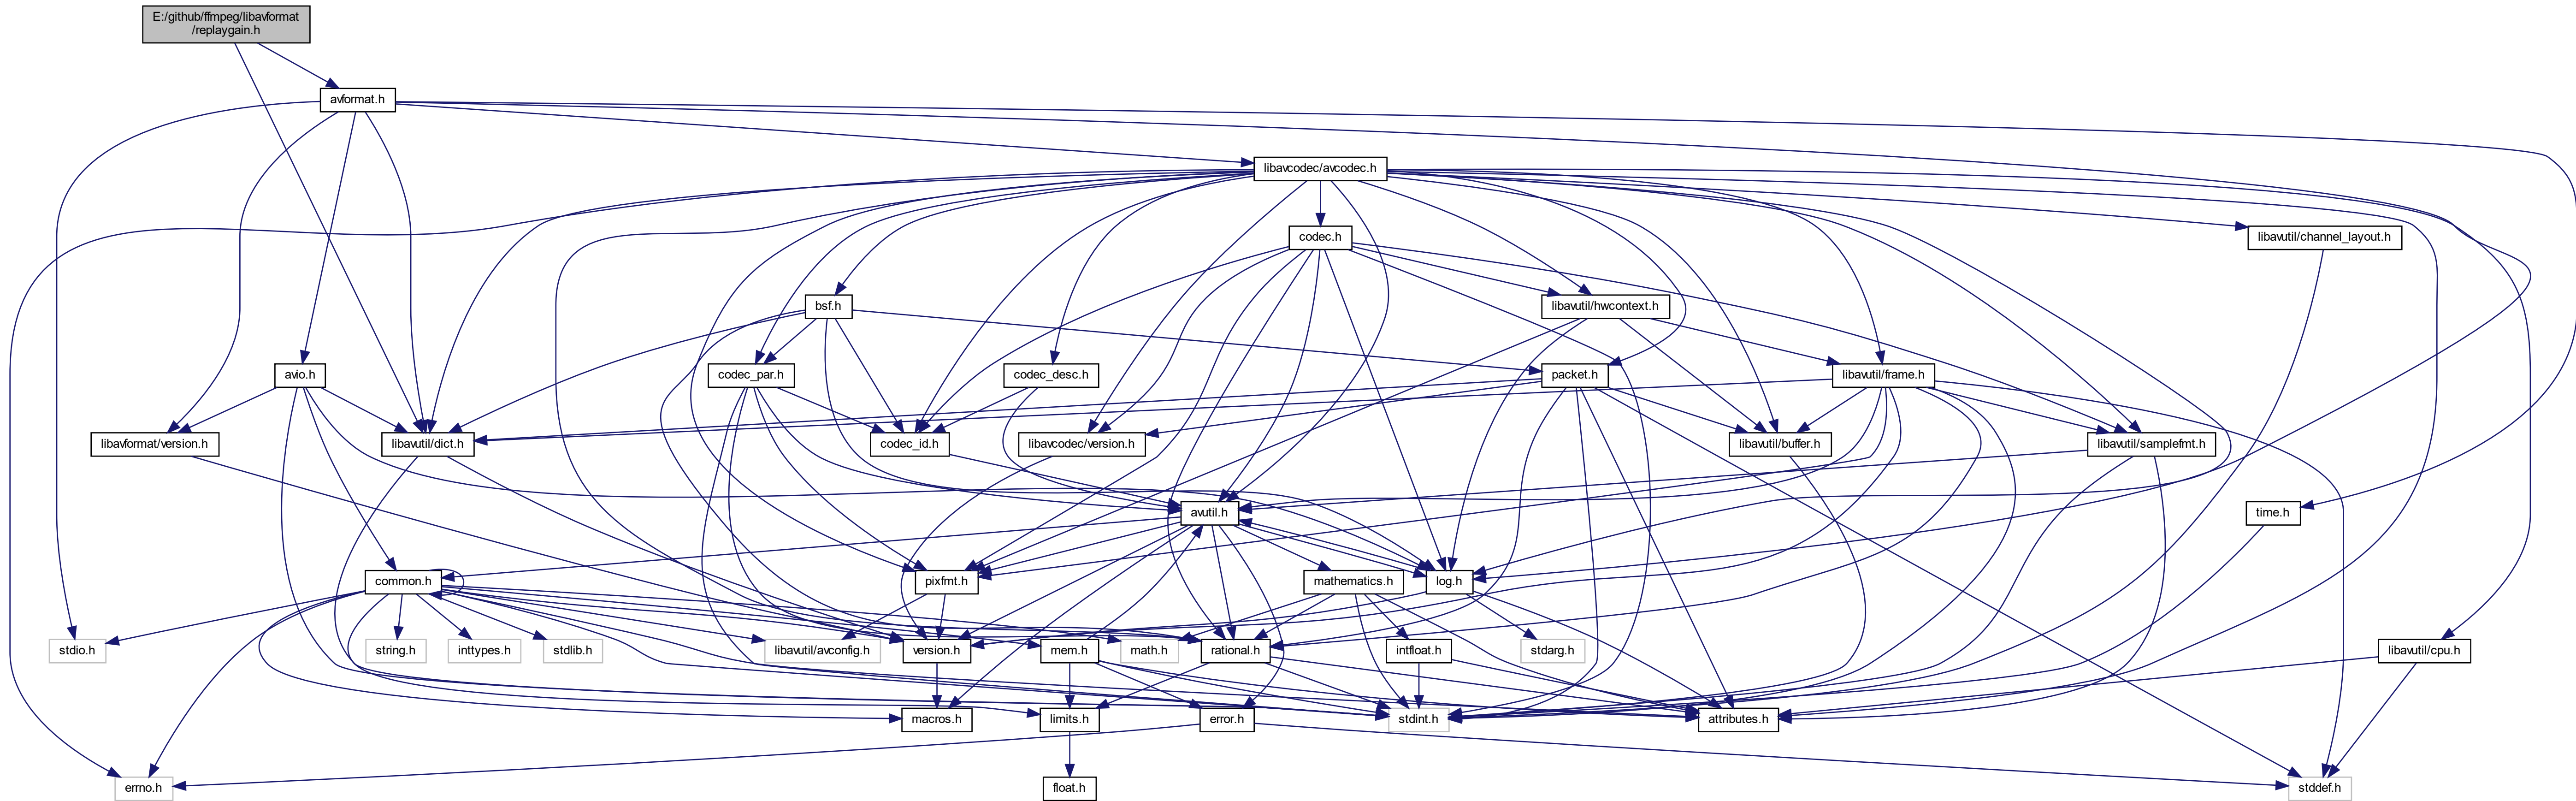 E:/github/ffmpeg/libavformat
/replaygain.h
avformat.h
libavcodec/avcodec.h
codec.h
libavutil/channel_layout.h
bsf.h
libavutil/hwcontext.h
avio.h
codec_par.h
codec_desc.h
packet.h
libavutil/frame.h
libavformat/version.h
libavutil/dict.h
codec_id.h
libavcodec/version.h
libavutil/buffer.h
libavutil/samplefmt.h
avutil.h
time.h
common.h
pixfmt.h
mathematics.h
log.h
stdio.h
string.h
inttypes.h
stdlib.h
libavutil/avconfig.h
version.h
mem.h
math.h
rational.h
intfloat.h
stdarg.h
libavutil/cpu.h
macros.h
limits.h
error.h
stdint.h
attributes.h
errno.h
float.h
stddef.h